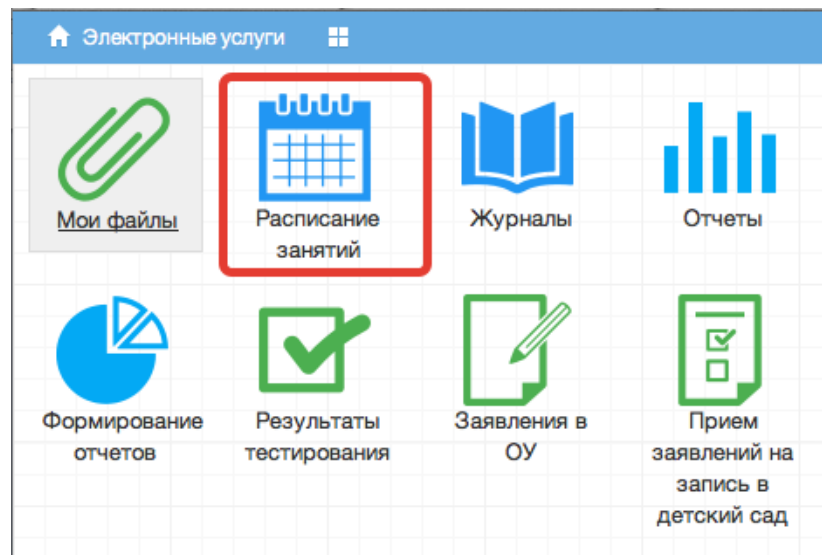 Электронные услуги
Мои файлы
Расписание
занятий
Журналы
Отчеты
Формирование
отчетов
Результаты
тестирования
Заявления в
ОУ
Прием
заявлений на
запись в
детский сад